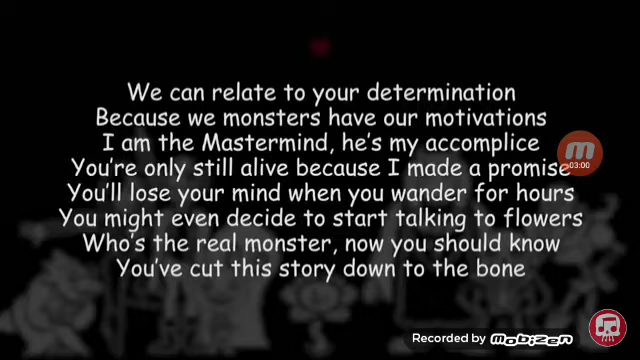 We can relate to your determination
Because we monsters have our motivations
I am the Mastermind, he's my accomplice
You're only still alive because I made a promise
You'll lose your mind when you wander for hours
You might even decide to start talking to flowers
Who's the real monster, now you should know
You've cut this story down to the bone
03:00
Recorded by Mobizen